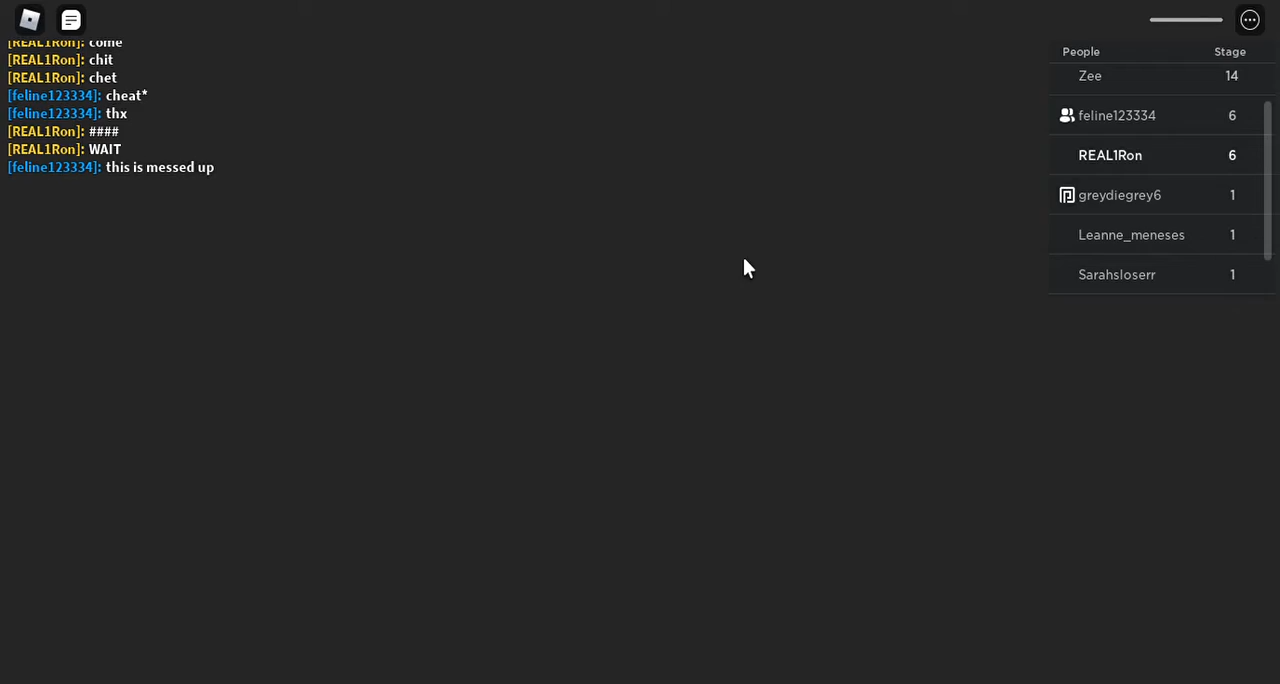 [REAL1Ron]: come
[REAL1Ron]: chit
[REAL1Ron]: chet
[feline123334]: cheat*
[feline123334]: thx
[REAL1Ron]: ####
[REAL1Ron]: WAIT
[feline123334]: this is messed up
People Stage
Zee 14
feline123334 6
REAL1Ron 6
greydiegrey6 1
Leanne_meneses 1
Sarahsloserr 1